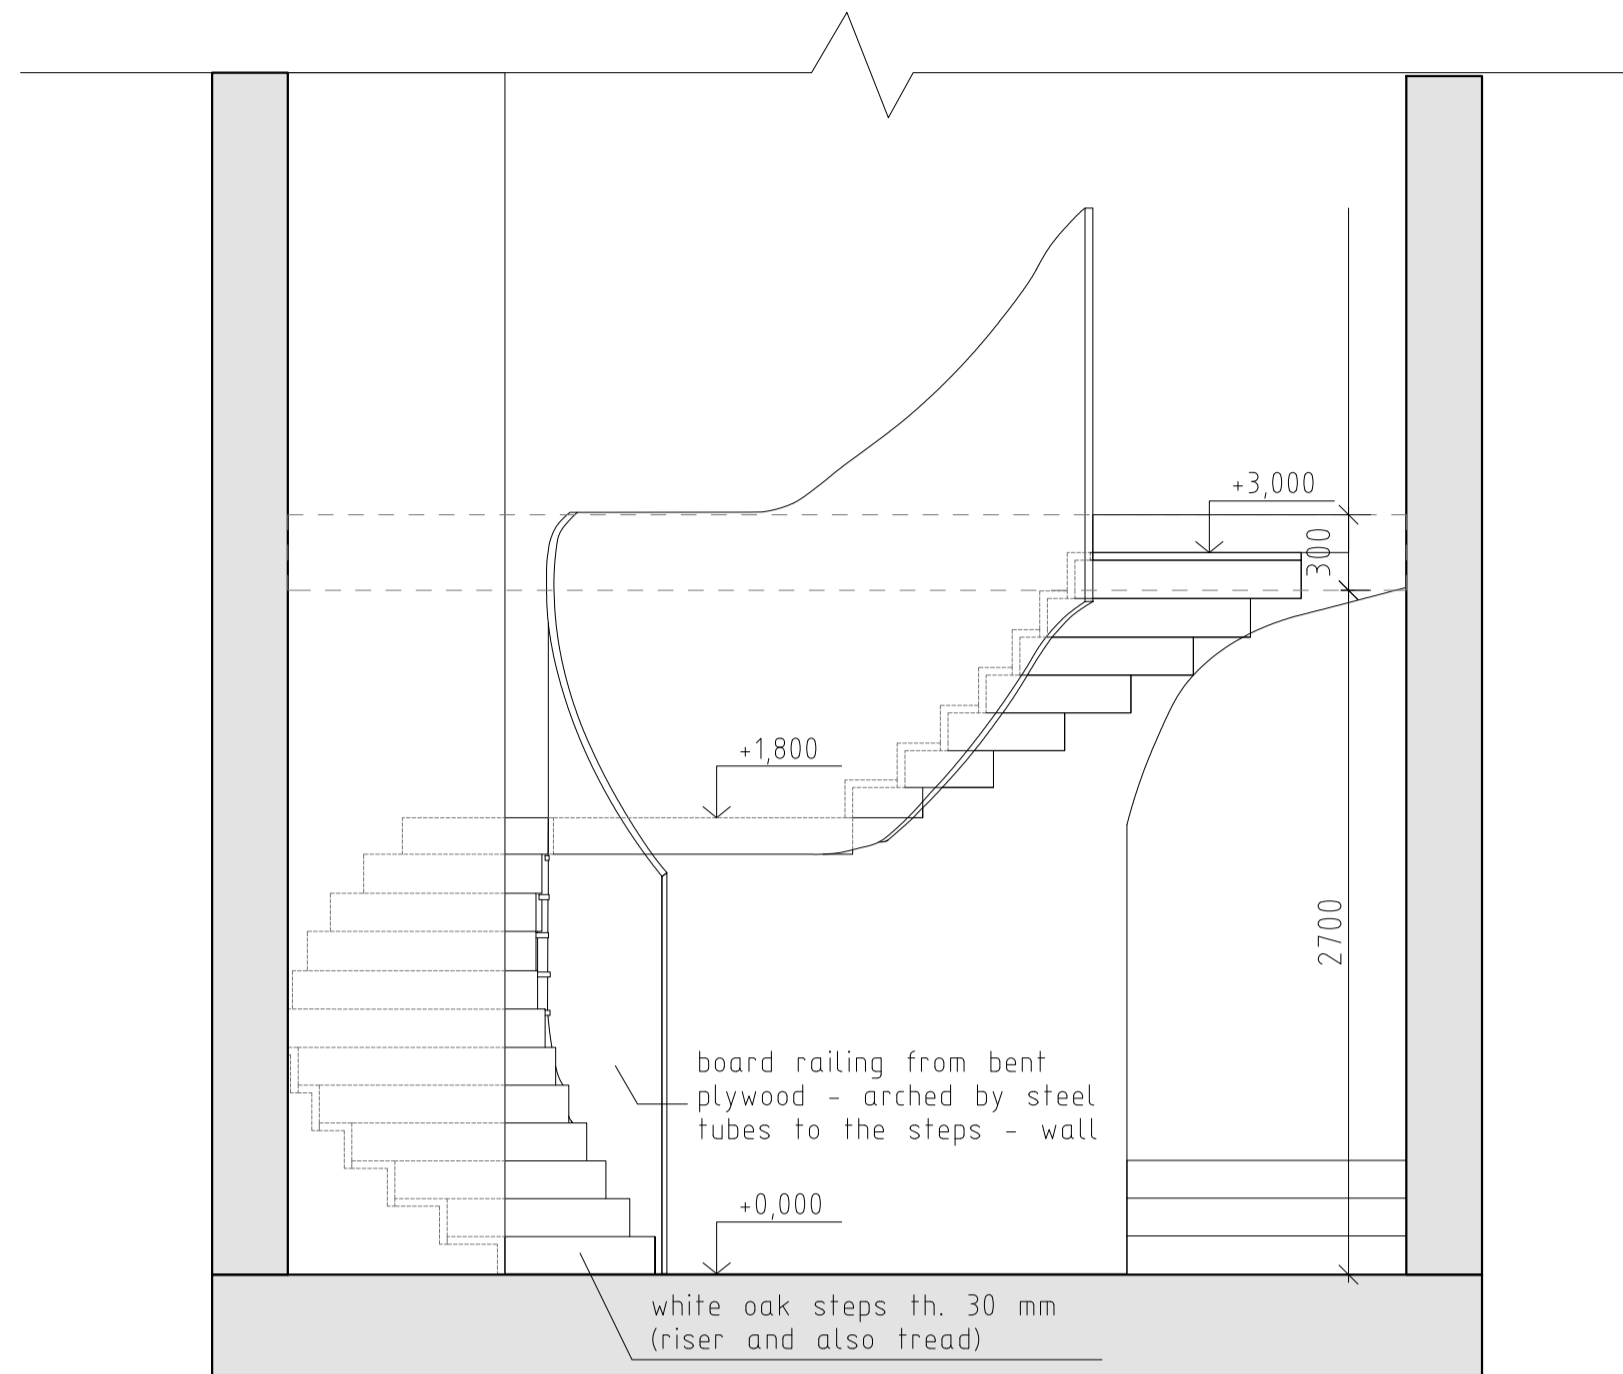 +3,000
300
+1,800
2700
board railing from bent
plywood - arched by steel
tubes to the steps - wall
+0,000
white oak steps th. 30 mm
(riser and also tread)